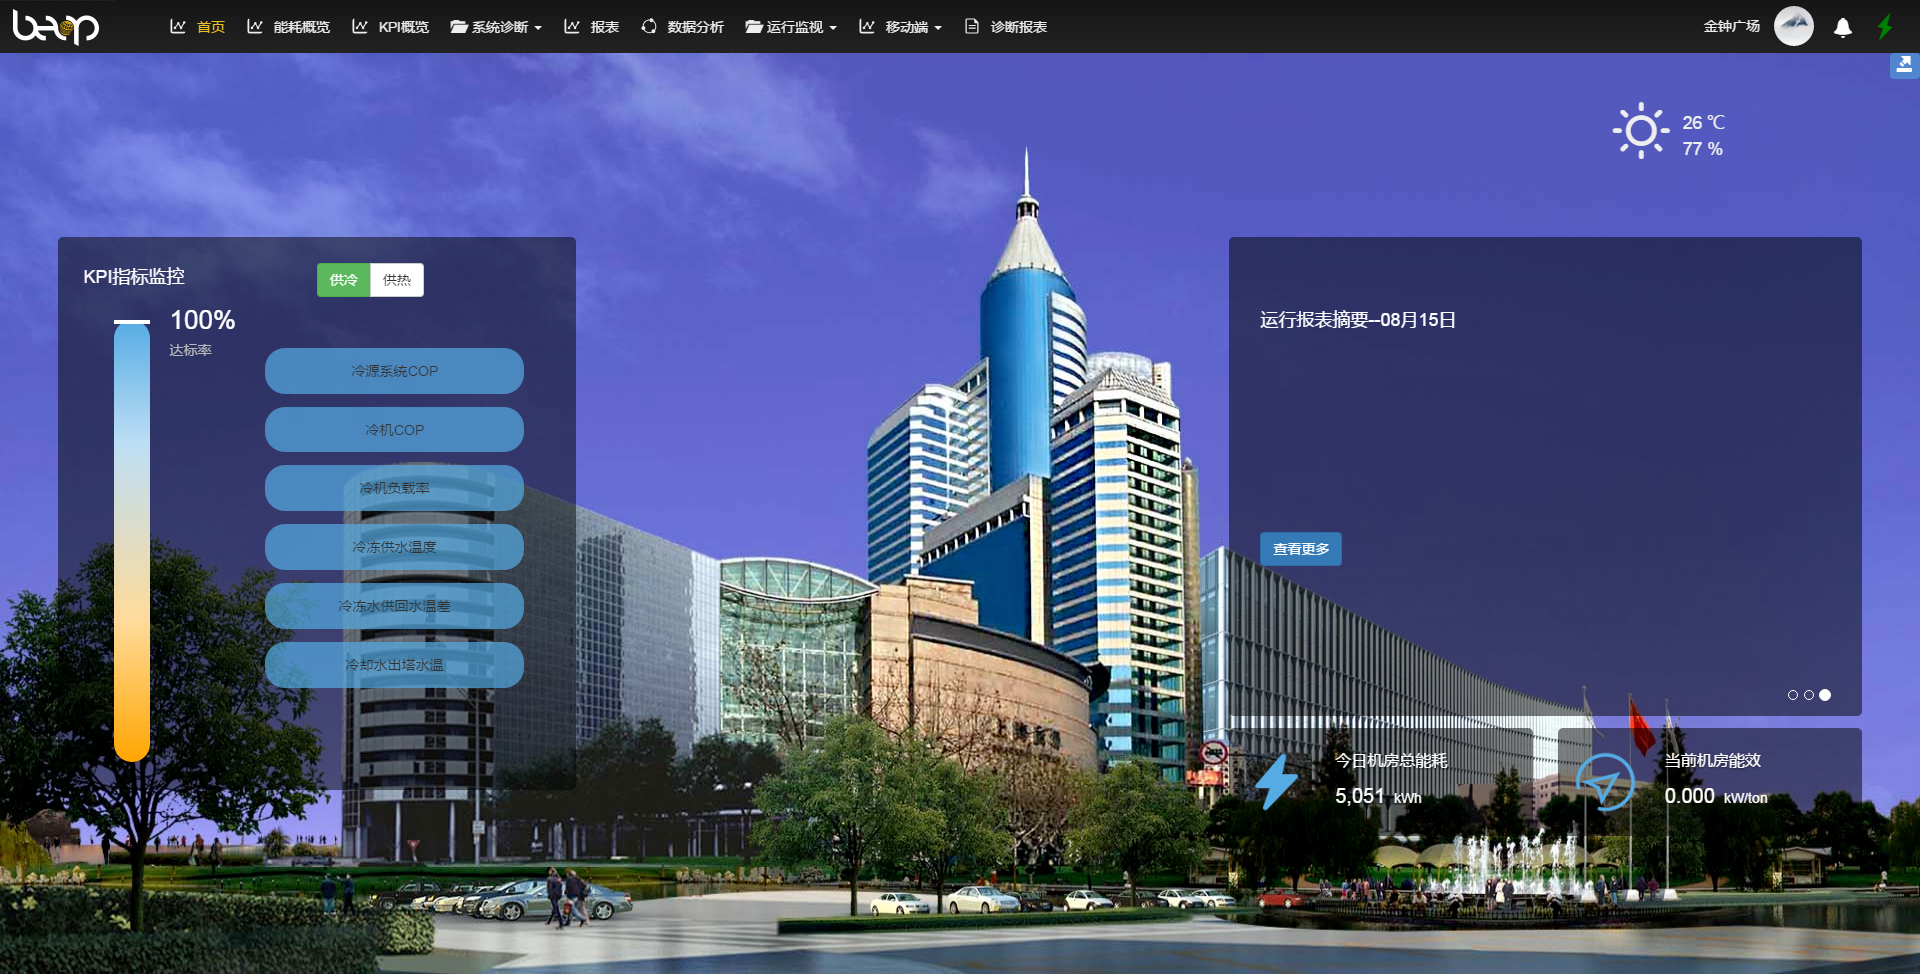 beop
首页
能耗概览
KPI概览
系统诊断
报表
数据分析
运行监视
移动端
诊断报表
金钟广场
26 ℃
77 %
KPI指标监控
供冷
供热
100%
达标率
冷源系统COP
冷机COP
冷机负载率
冷冻供水温度
冷冻水供回水温差
冷却水出塔水温
运行报表摘要--08月15日
查看更多
今日机房总能耗
5,051 kWh
当前机房能效
0.000 kW/ton